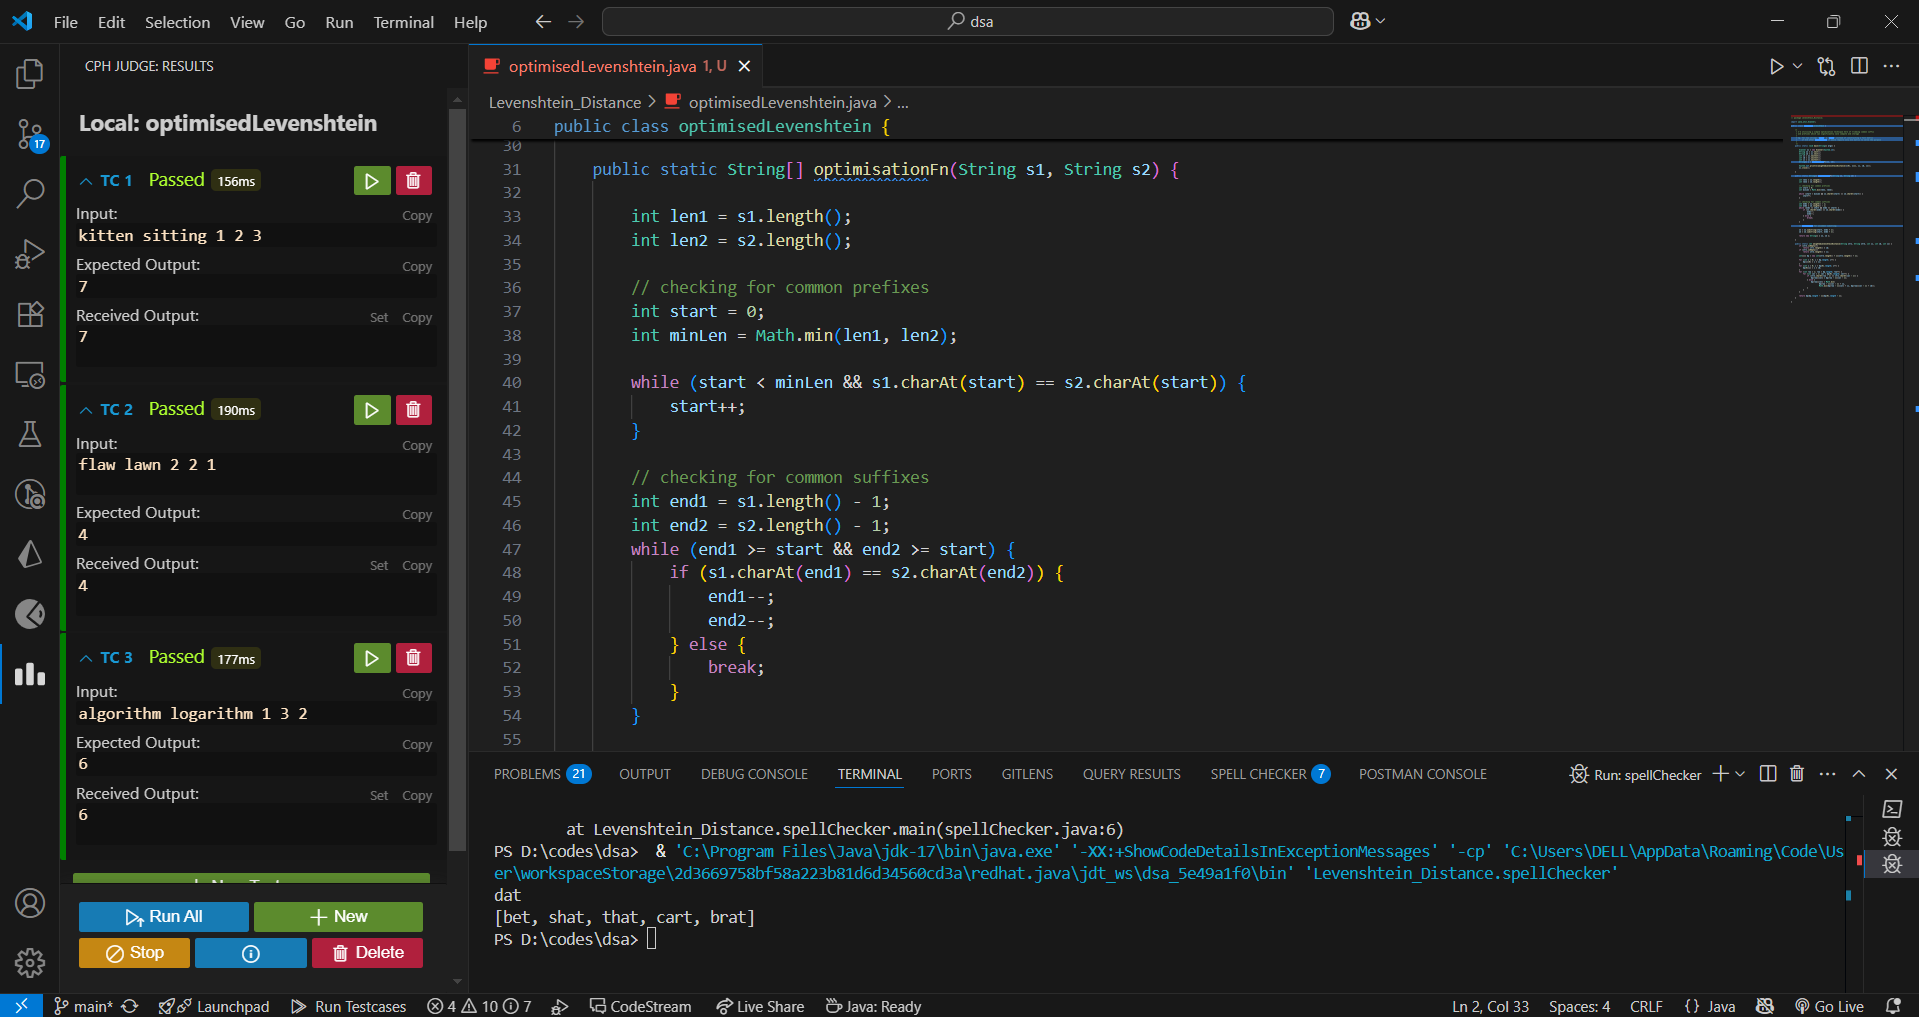 File Edit Selection View Go Run Terminal Help
dsa
CPH JUDGE: RESULTS
Local: optimisedLevenshtein
TC 1 Passed 156ms
Input: Copy
kitten sitting 1 2 3
Expected Output: Copy
7
Received Output: Set Copy
7
TC 2 Passed 190ms
Input: Copy
flaw lawn 2 2 1
Expected Output: Copy
4
Received Output: Set Copy
4
TC 3 Passed 177ms
Input: Copy
algorithm logarithm 1 3 2
Expected Output: Copy
6
Received Output: Set Copy
6
Run All
New
Stop
Delete
17
optimisedLevenshtein.java 1, U
Levenshtein_Distance > optimisedLevenshtein.java > ...
6 public class optimisedLevenshtein {
30
31 public static String[] optimisationFn(String s1, String s2) {
32
33 int len1 = s1.length();
34 int len2 = s2.length();
35
36 // checking for common prefixes
37 int start = 0;
38 int minLen = Math.min(len1, len2);
39
40 while (start < minLen && s1.charAt(start) == s2.charAt(start)) {
41 start++;
42 }
43
44 // checking for common suffixes
45 int end1 = s1.length() - 1;
46 int end2 = s2.length() - 1;
47 while (end1 >= start && end2 >= start) {
48 if (s1.charAt(end1) == s2.charAt(end2)) {
49 end1--;
50 end2--;
51 } else {
52 break;
53 }
54 }
55
PROBLEMS 21 OUTPUT DEBUG CONSOLE TERMINAL PORTS GITLENS QUERY RESULTS SPELL CHECKER 7 POSTMAN CONSOLE
Run: spellChecker
at Levenshtein_Distance.spellChecker.main(spellChecker.java:6)
PS D:\codes\dsa> & 'C:\Program Files\Java\jdk-17\bin\java.exe' '-XX:+ShowCodeDetailsInExceptionMessages' '-cp' 'C:\Users\DELL\AppData\Roaming\Code\Us
er\workspaceStorage\2d3669758bf58a223b81d6d34560cd3a\redhat.java\jdt_ws\dsa_5e49a1f0\bin' 'Levenshtein_Distance.spellChecker'
dat
[bet, shat, that, cart, brat]
PS D:\codes\dsa>
main* Launchpad Run Testcases 4 10 7 CodeStream Live Share Java: Ready
Ln 2, Col 33 Spaces: 4 CRLF {} Java Go Live